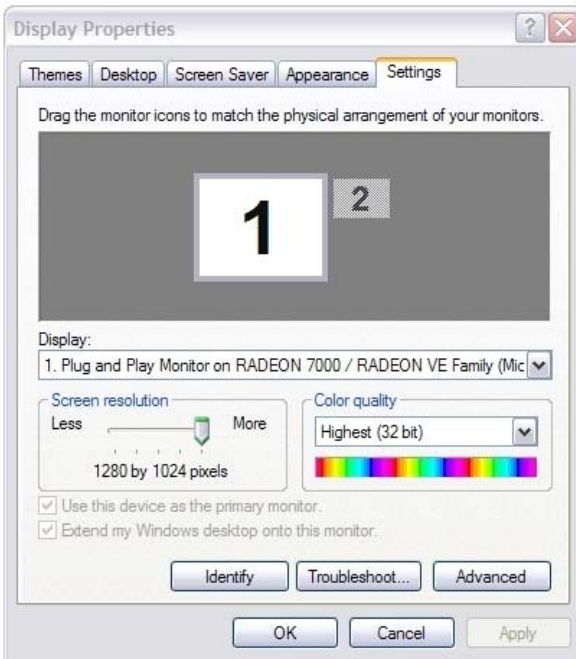 Display Properties
Themes Desktop Screen Saver Appearance Settings
Drag the monitor icons to match the physical arrangement of your monitors.
1 2
Display:
1. Plug and Play Monitor on RADEON 7000 / RADEON VE Family (Mic
Screen resolution Color quality
Less More Highest (32 bit)
1280 by 1024 pixels
Use this device as the primary monitor.
Extend my Windows desktop onto this monitor.
Identify Troubleshoot... Advanced
OK Cancel Apply